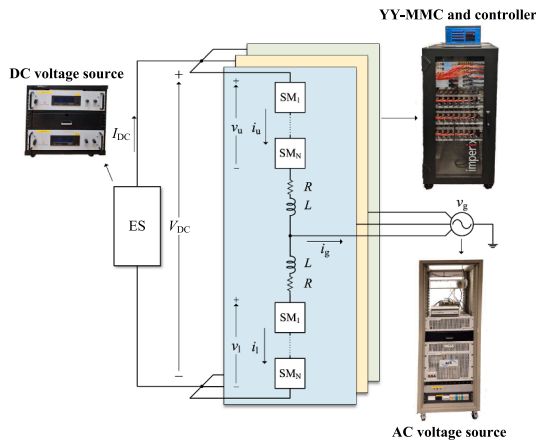 YY-MMC and controller
DC voltage source
imperix
I_DC
ES
V_DC
+
−
+
v_u
−
i_u
SM_1
SM_N
R
L
i_g
v_g
L
R
+
v_l
−
i_l
SM_1
SM_N
AC voltage source